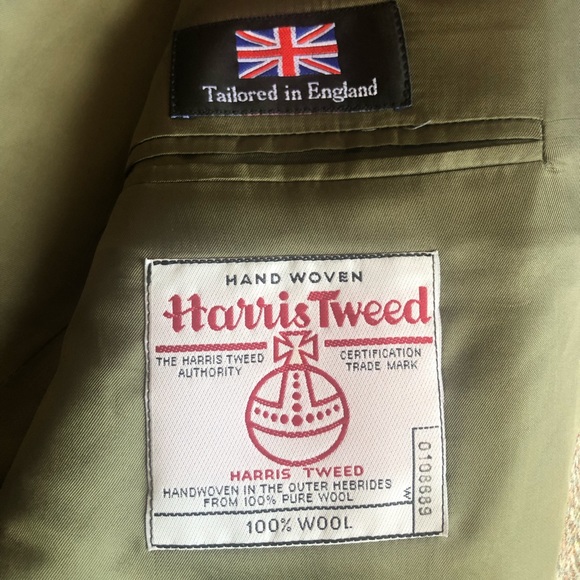 Tailored in England
HAND WOVEN
Harris Tweed
THE HARRIS TWEED AUTHORITY
CERTIFICATION TRADE MARK
HARRIS TWEED
HANDWOVEN IN THE OUTER HEBRIDES
FROM 100% PURE WOOL
0108689
W
100% WOOL